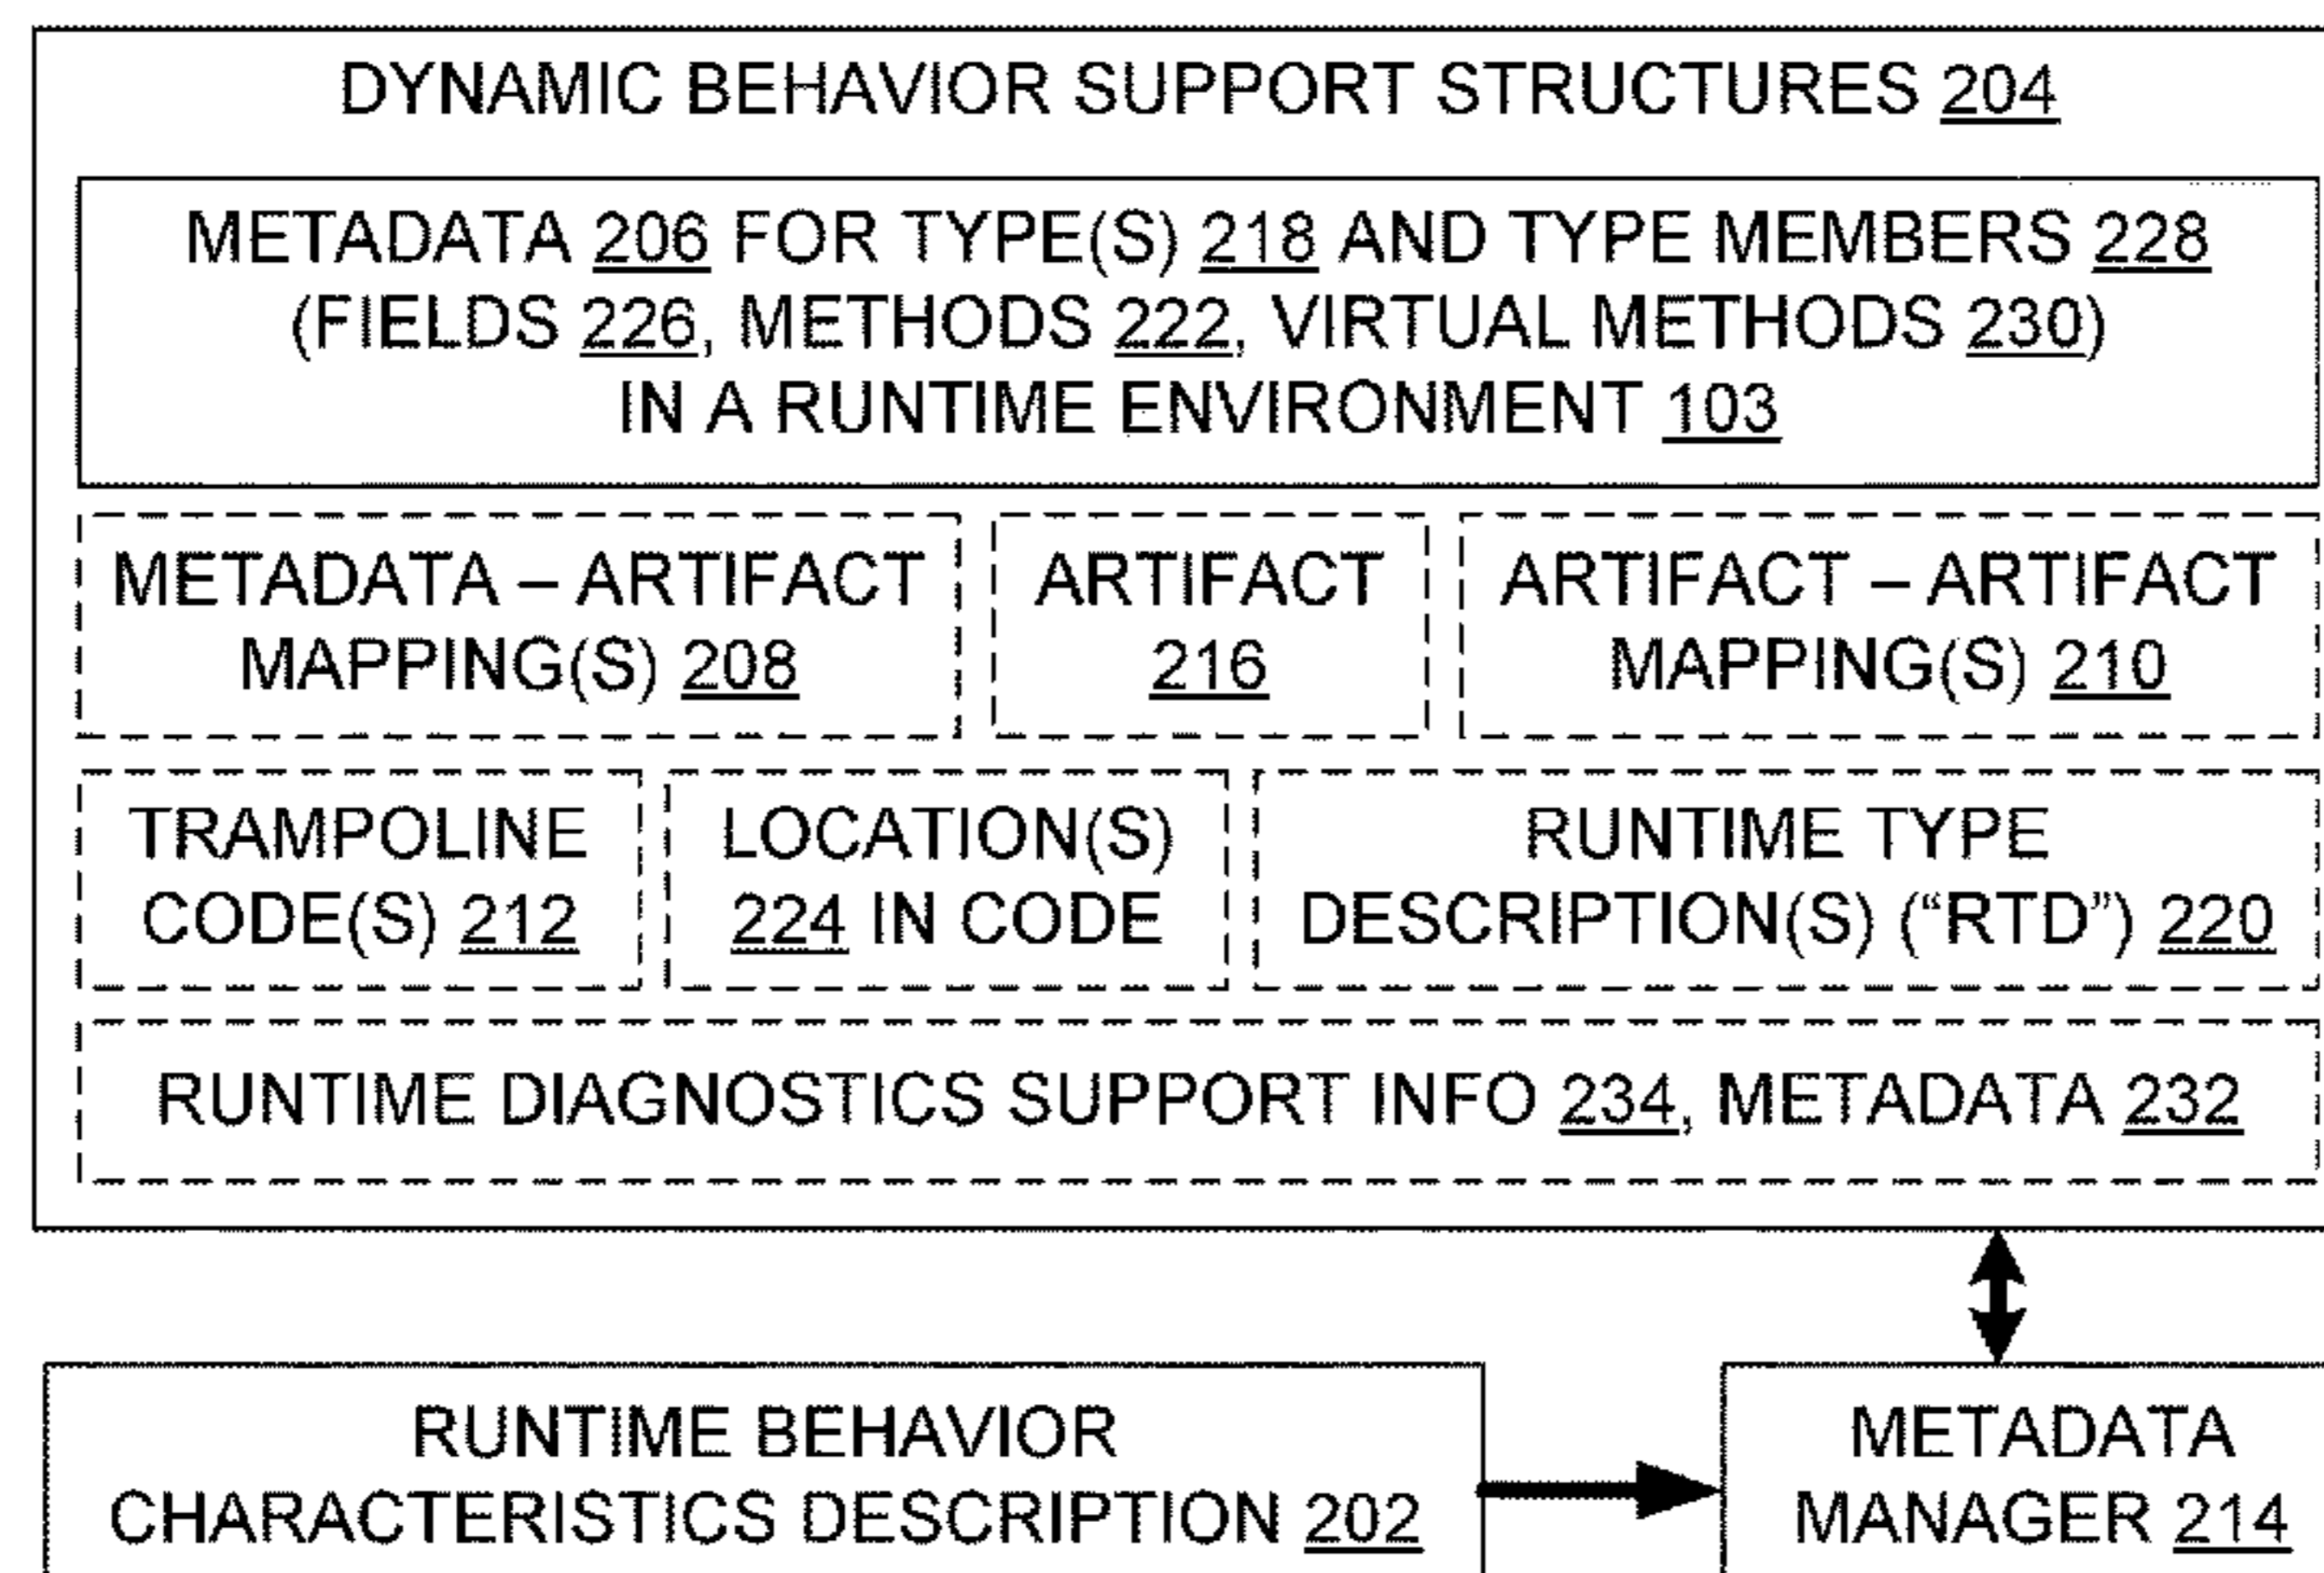 DYNAMIC BEHAVIOR SUPPORT STRUCTURES 204
METADATA 206 FOR TYPE(S) 218 AND TYPE MEMBERS 228
(FIELDS 226, METHODS 222, VIRTUAL METHODS 230)
IN A RUNTIME ENVIRONMENT 103
METADATA – ARTIFACT
MAPPING(S) 208
ARTIFACT
216
ARTIFACT – ARTIFACT
MAPPING(S) 210
TRAMPOLINE
CODE(S) 212
LOCATION(S)
224 IN CODE
RUNTIME TYPE
DESCRIPTION(S) (“RTD”) 220
RUNTIME DIAGNOSTICS SUPPORT INFO 234, METADATA 232
RUNTIME BEHAVIOR
CHARACTERISTICS DESCRIPTION 202
METADATA
MANAGER 214